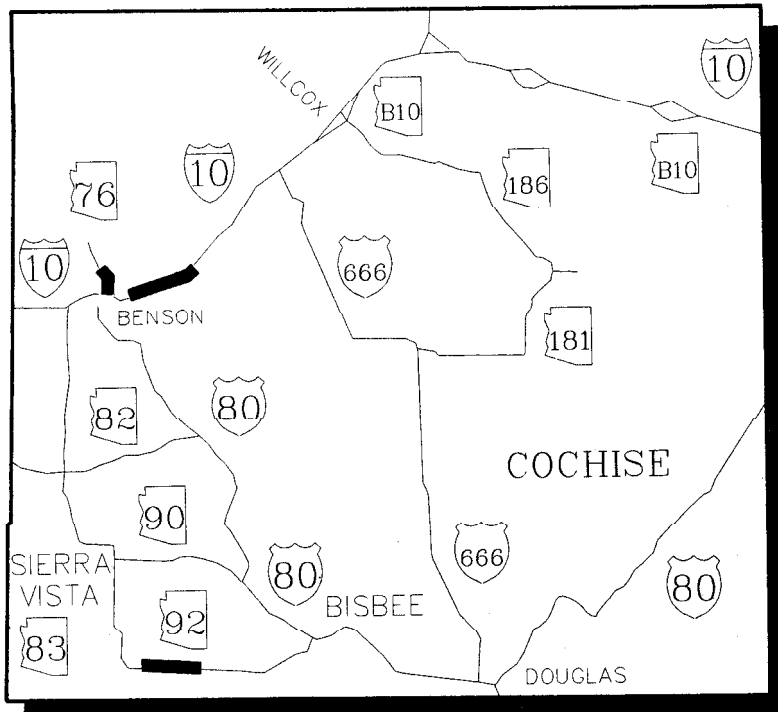 10
WILLCOX
B10
B10
10
76
186
10
666
BENSON
181
82
80
COCHISE
90
666
SIERRA
VISTA
80
80
BISBEE
92
83
DOUGLAS